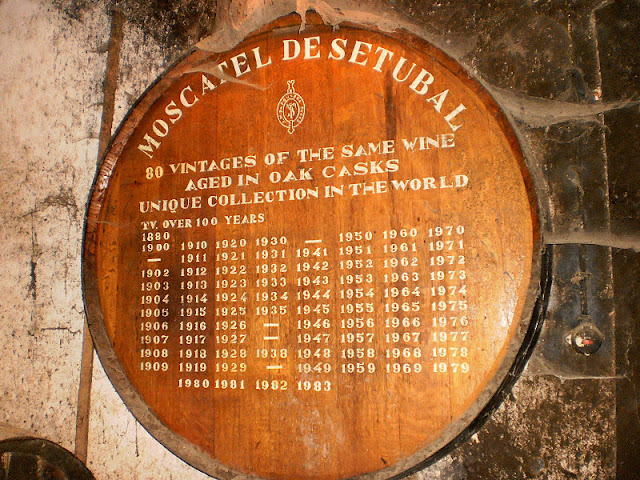 MOSCATEL DE SETUBAL
80 VINTAGES OF THE SAME WINE
AGED IN OAK CASKS
UNIQUE COLLECTION IN THE WORLD
T.V. OVER 100 YEARS
1880
1900 1910 1920 1930 — 1950 1960 1970
— 1911 1921 1931 1941 1951 1961 1971
1902 1912 1922 1932 1942 1952 1962 1972
1903 1913 1923 1933 1943 1953 1963 1973
1904 1914 1924 1934 1944 1954 1964 1974
1905 1915 1925 1935 1945 1955 1965 1975
1906 1916 1926 — 1946 1956 1966 1976
1907 1917 1927 — 1947 1957 1967 1977
1908 1918 1928 1938 1948 1958 1968 1978
1909 1919 1929 — 1949 1959 1969 1979
1980 1981 1982 1983